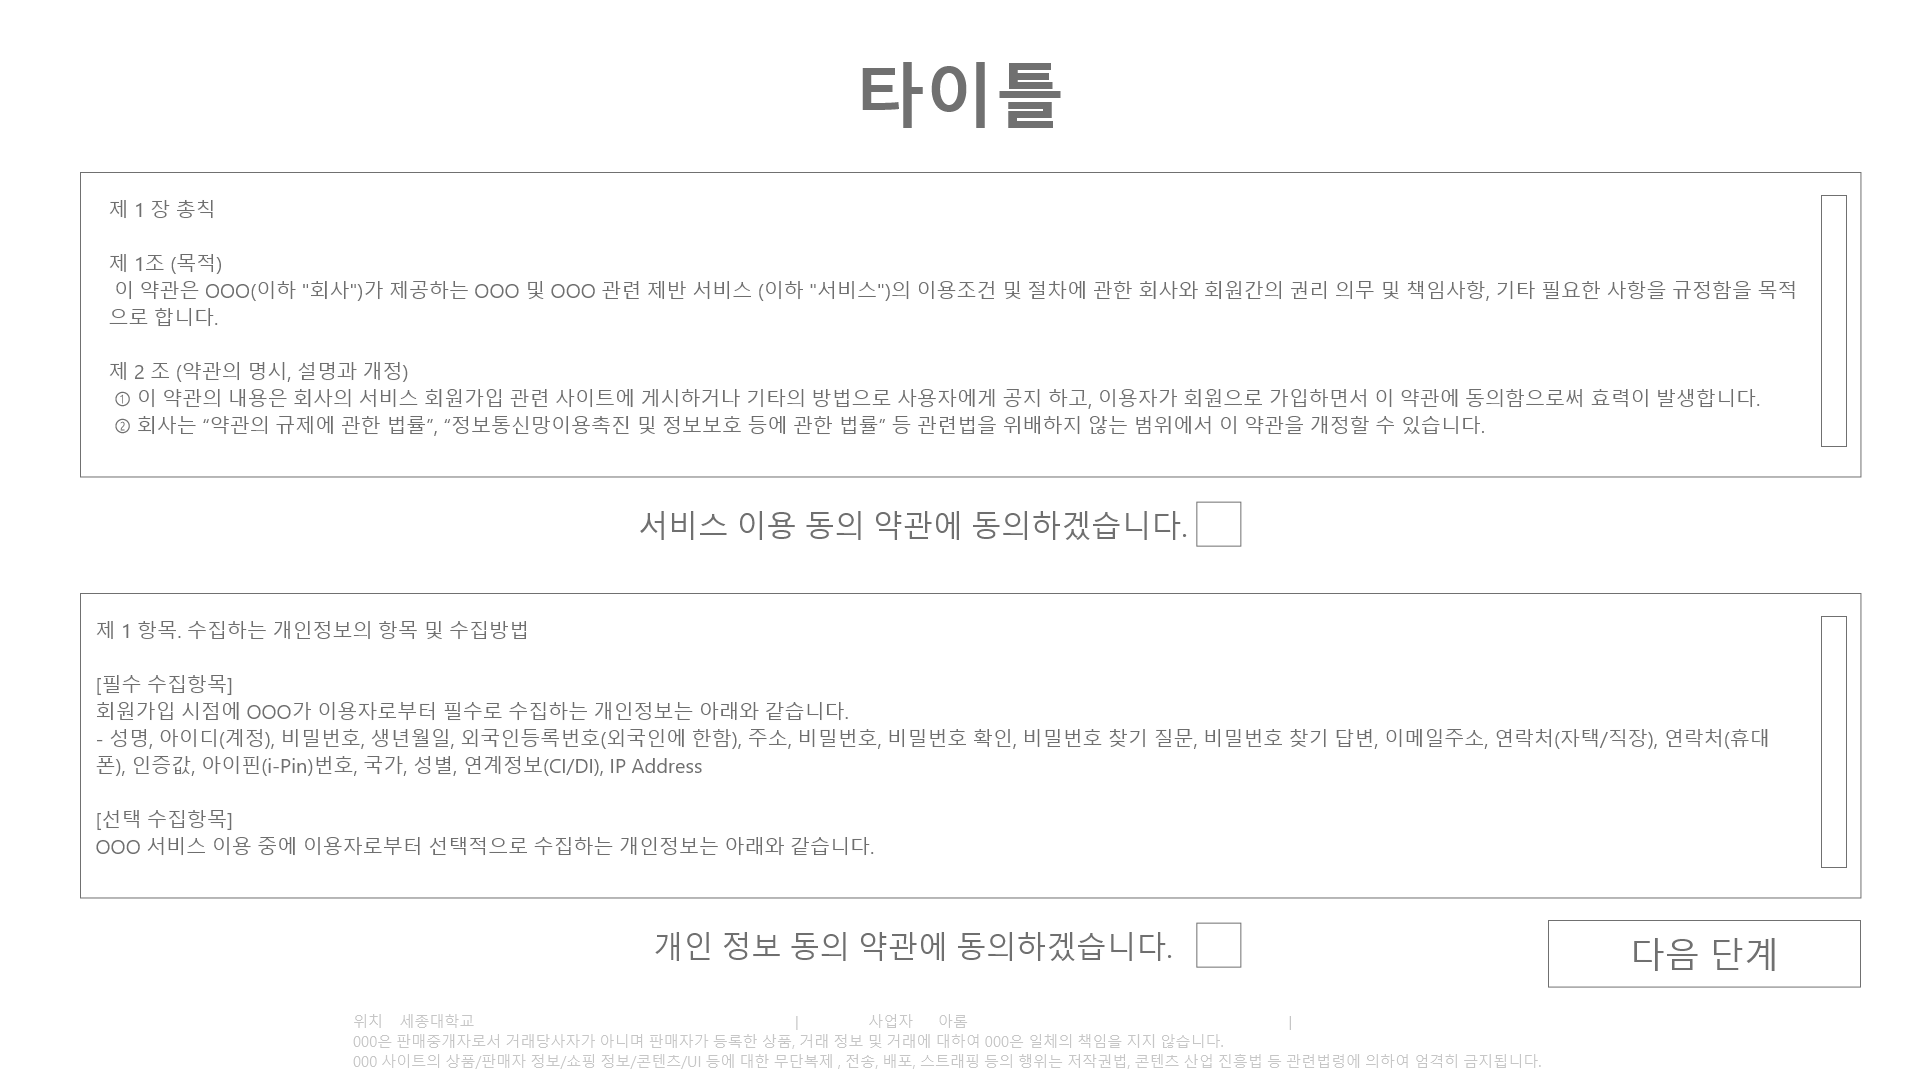 타이틀
제 1 장 총칙
제 1조 (목적)
이 약관은 OOO(이하 "회사")가 제공하는 OOO 및 OOO 관련 제반 서비스 (이하 "서비스")의 이용조건 및 절차에 관한 회사와 회원간의 권리 의무 및 책임사항, 기타 필요한 사항을 규정함을 목적
으로 합니다.
제 2 조 (약관의 명시, 설명과 개정)
① 이 약관의 내용은 회사의 서비스 회원가입 관련 사이트에 게시하거나 기타의 방법으로 사용자에게 공지 하고, 이용자가 회원으로 가입하면서 이 약관에 동의함으로써 효력이 발생합니다.
② 회사는 “약관의 규제에 관한 법률”, “정보통신망이용촉진 및 정보보호 등에 관한 법률” 등 관련법을 위배하지 않는 범위에서 이 약관을 개정할 수 있습니다.
서비스 이용 동의 약관에 동의하겠습니다.
제 1 항목. 수집하는 개인정보의 항목 및 수집방법
[필수 수집항목]
회원가입 시점에 OOO가 이용자로부터 필수로 수집하는 개인정보는 아래와 같습니다.
- 성명, 아이디(계정), 비밀번호, 생년월일, 외국인등록번호(외국인에 한함), 주소, 비밀번호, 비밀번호 확인, 비밀번호 찾기 질문, 비밀번호 찾기 답변, 이메일주소, 연락처(자택/직장), 연락처(휴대
폰), 인증값, 아이핀(i-Pin)번호, 국가, 성별, 연계정보(CI/DI), IP Address
[선택 수집항목]
OOO 서비스 이용 중에 이용자로부터 선택적으로 수집하는 개인정보는 아래와 같습니다.
개인 정보 동의 약관에 동의하겠습니다.
다음 단계
위치 세종대학교 | 사업자 아롬 |
000은 판매중개자로서 거래당사자가 아니며 판매자가 등록한 상품, 거래 정보 및 거래에 대하여 000은 일체의 책임을 지지 않습니다.
000 사이트의 상품/판매자 정보/쇼핑 정보/콘텐츠/UI 등에 대한 무단복제 , 전송, 배포, 스트래핑 등의 행위는 저작권법, 콘텐츠 산업 진흥법 등 관련법령에 의하여 엄격히 금지됩니다.